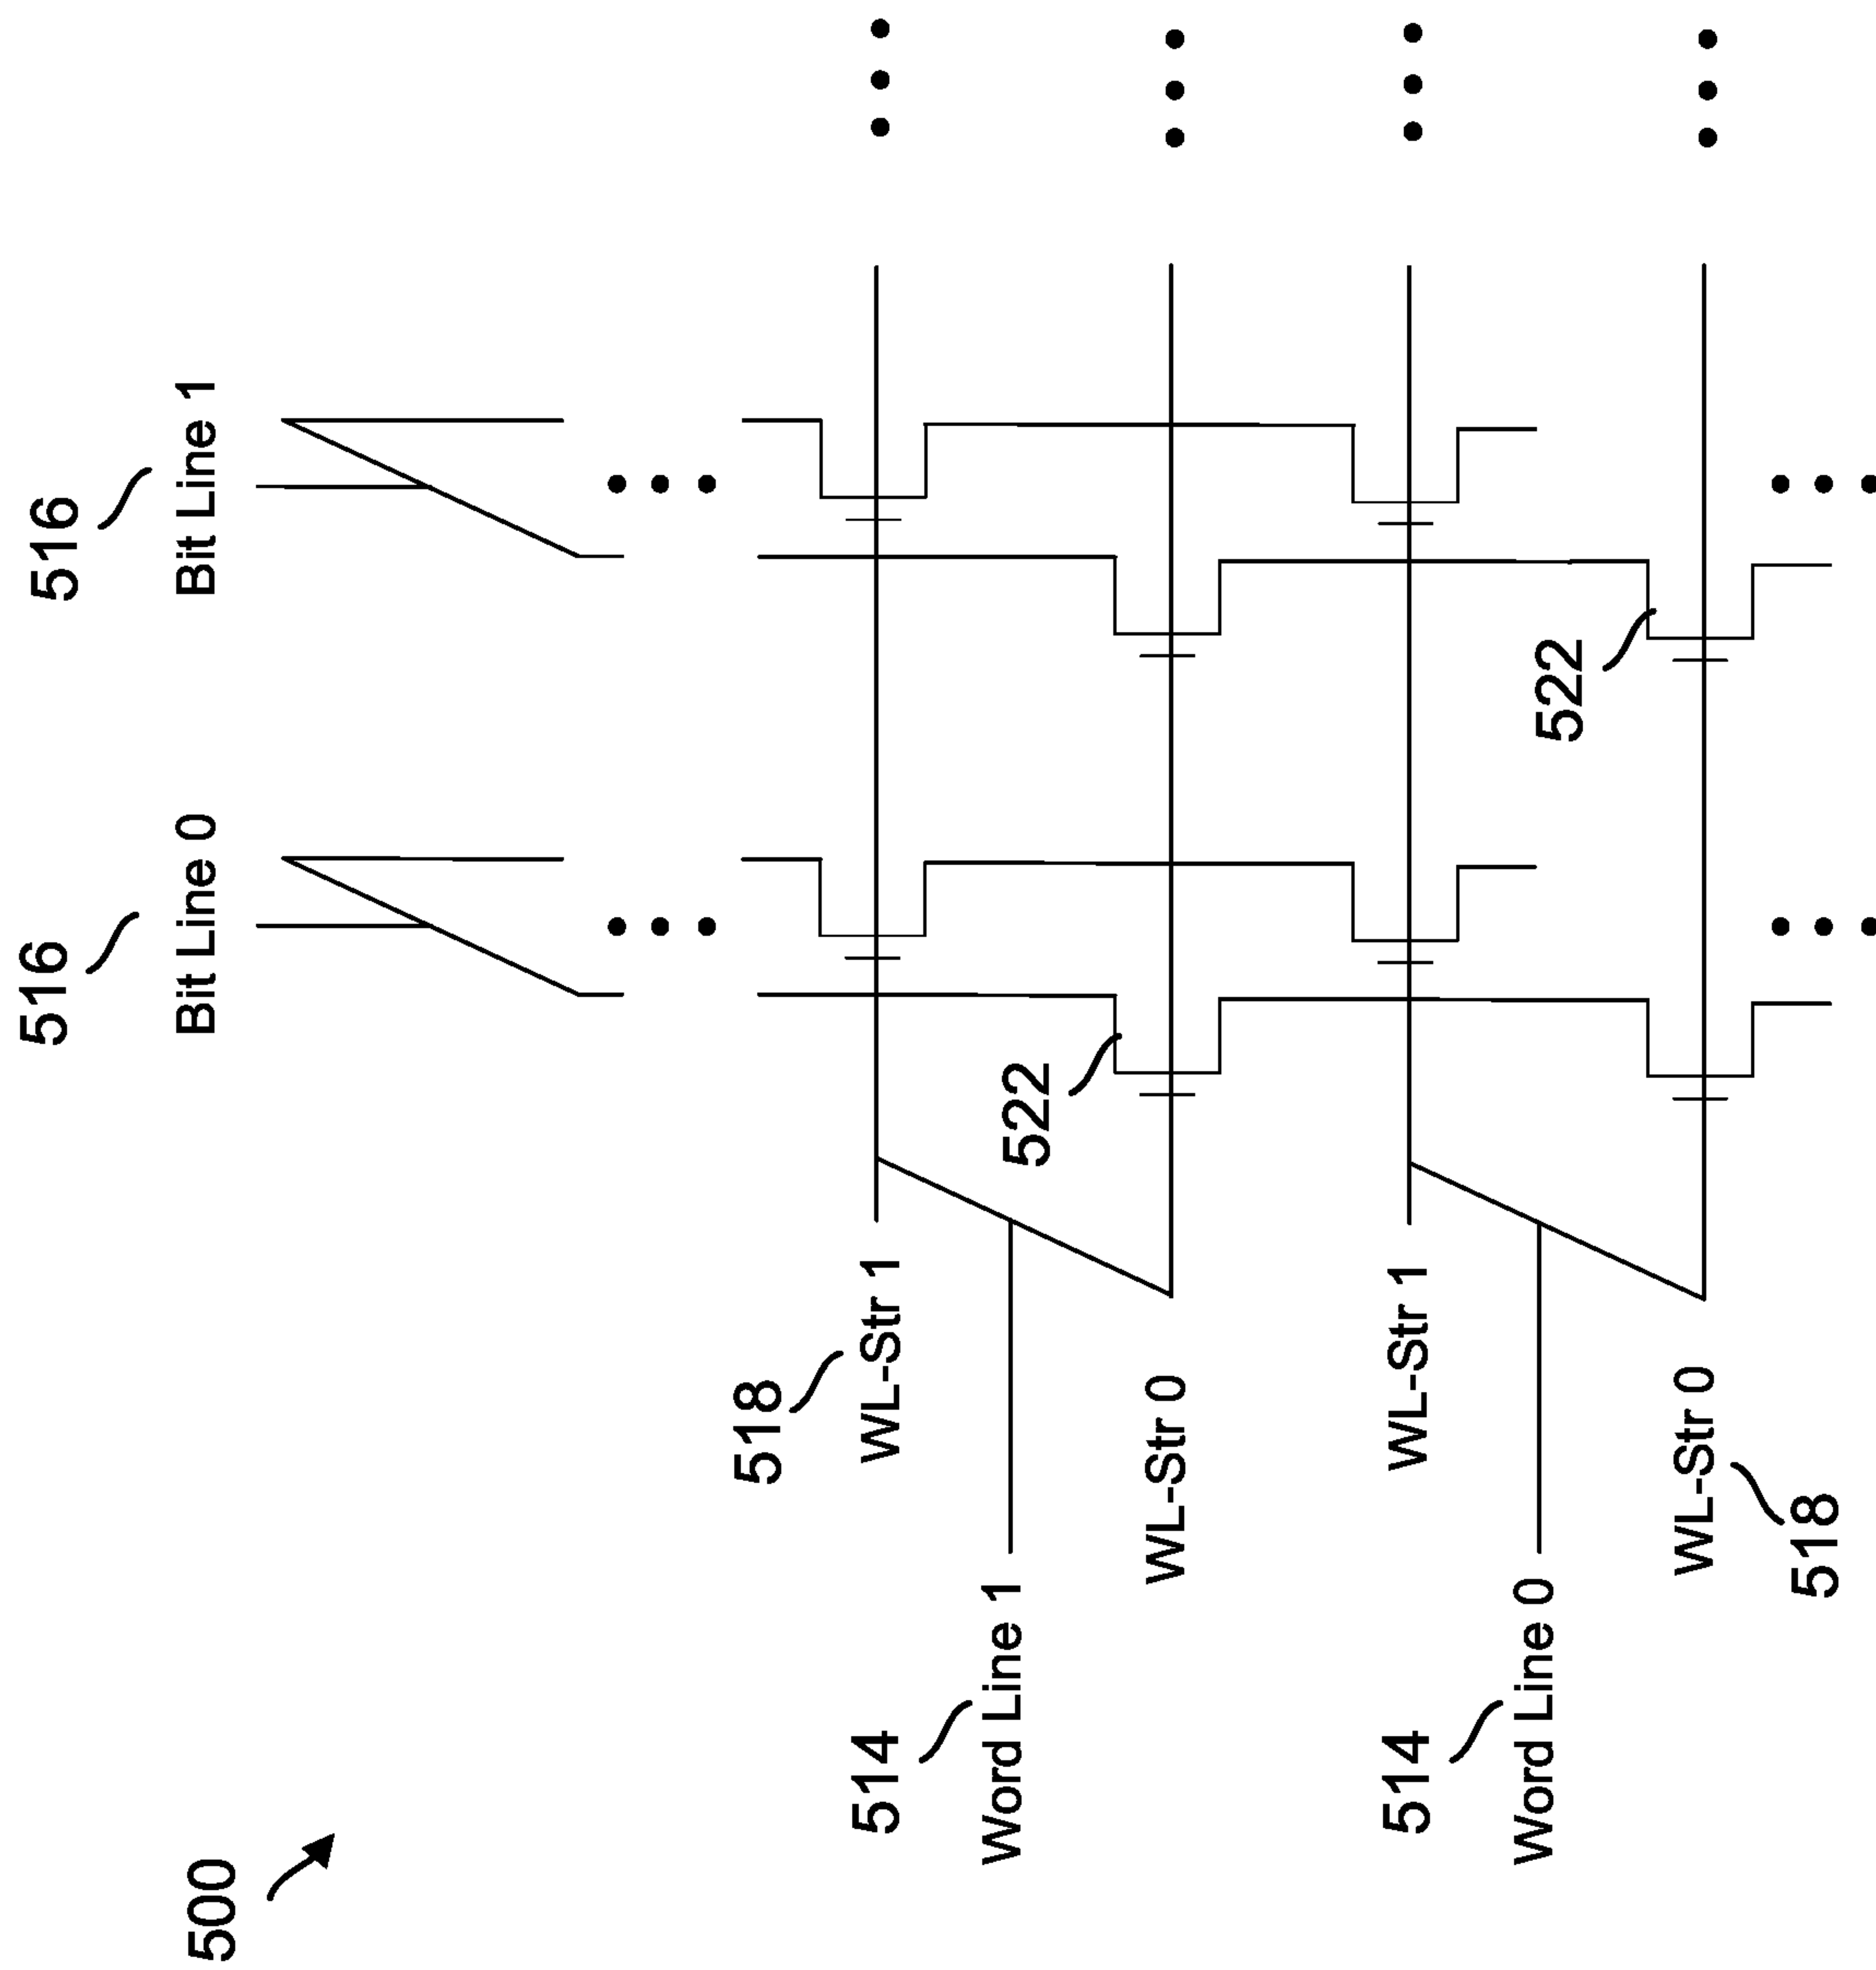 500
516
Bit Line 0
516
Bit Line 1
518
WL-Str 1
514
Word Line 1
522
WL-Str 0
WL-Str 1
514
Word Line 0
522
WL-Str 0
518